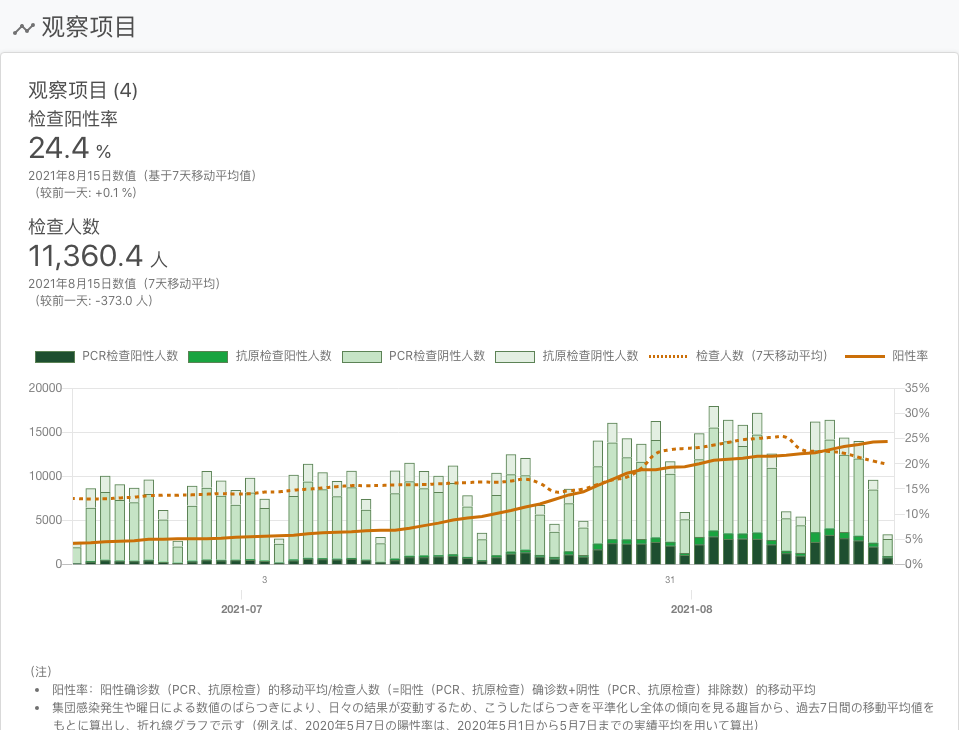 观察项目
观察项目 (4)
检查阳性率
24.4 %
2021年8月15日数值（基于7天移动平均值）
（较前一天: +0.1 %）
检查人数
11,360.4 人
2021年8月15日数值（7天移动平均）
（较前一天: -373.0 人）
PCR检查阳性人数 抗原检查阳性人数 PCR检查阴性人数 抗原检查阴性人数 检查人数（7天移动平均） 阳性率
20000 35%
30%
15000 25%
20%
10000 15%
5000 10%
5%
0 0%
3 31
2021-07 2021-08
（注）
• 阳性率：阳性确诊数（PCR、抗原检查）的移动平均/检查人数（=阳性（PCR、抗原检查）确诊数+阴性（PCR、抗原检查）排除数）的移动平均
• 集団感染発生や曜日による数値のばらつきにより、日々の結果が変動するため、こうしたばらつきを平準化し全体の傾向を見る趣旨から、過去7日間の移動平均値を
もとに算出し、折れ線グラフで示す（例えば、2020年5月7日の陽性率は、2020年5月1日から5月7日までの実績平均を用いて算出）